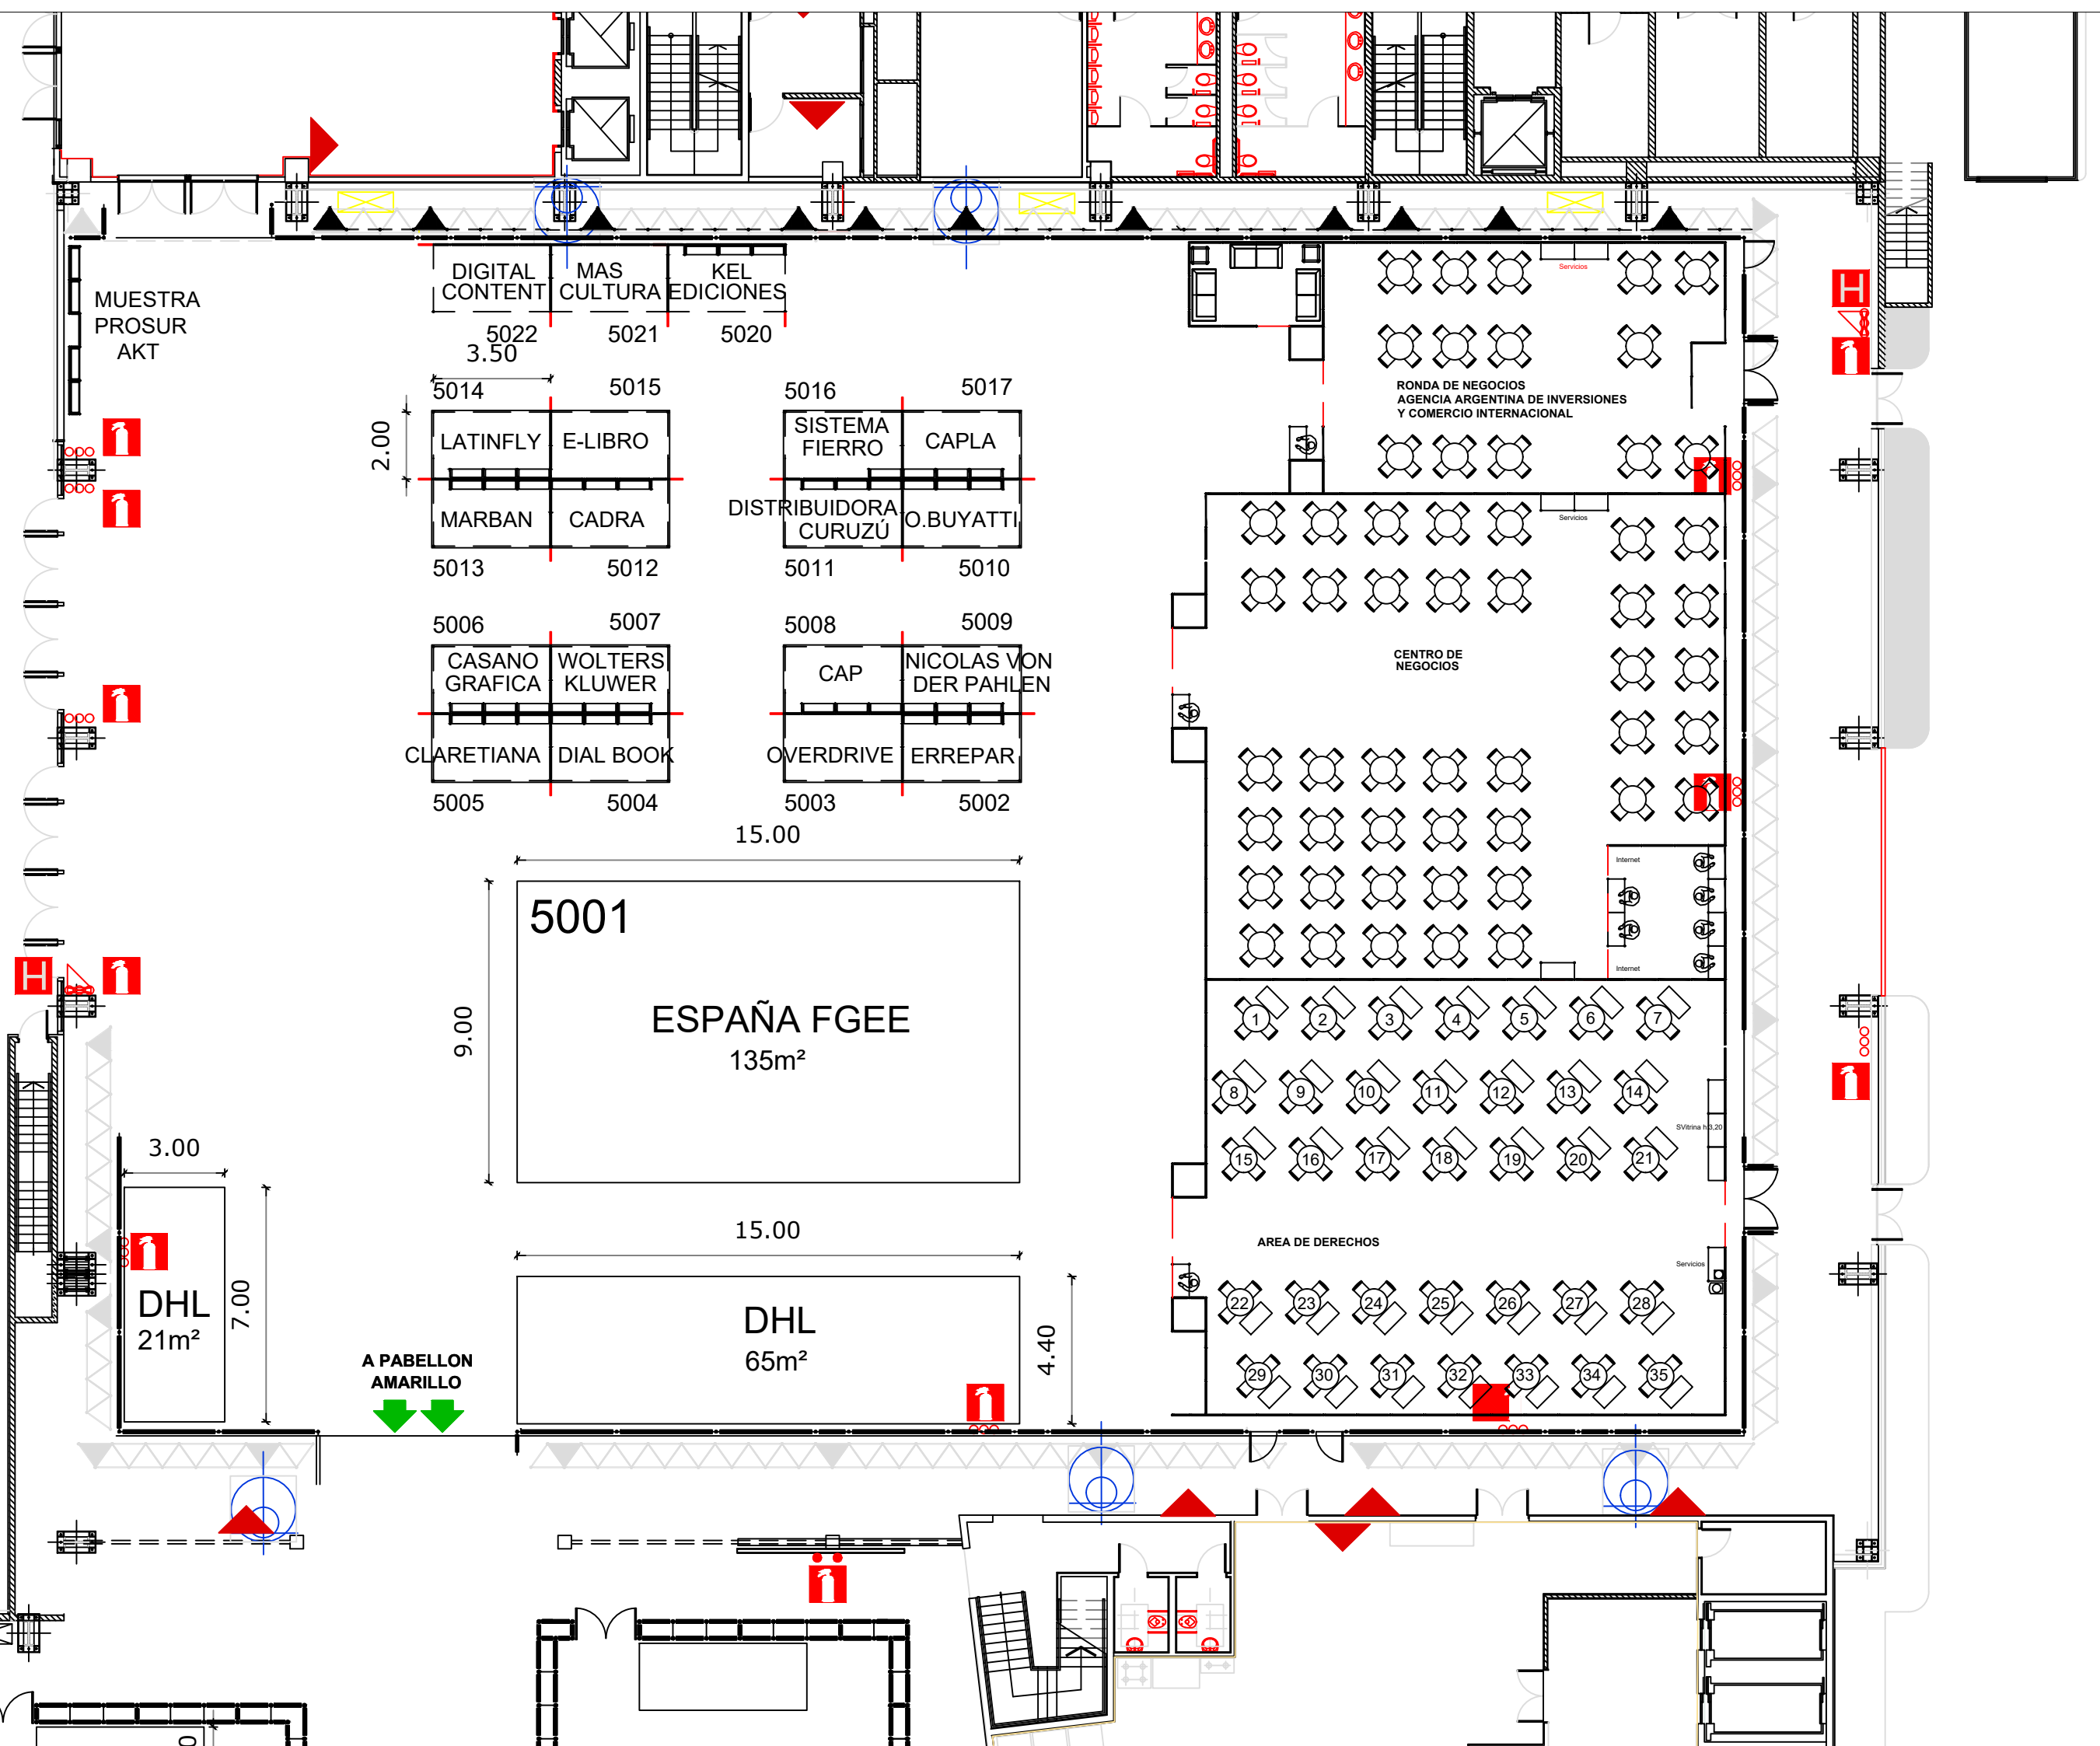 DIGITAL
CONTENT
MAS
CULTURA
KEL
EDICIONES
Servicios
MUESTRA
PROSUR
AKT
5022
5021
5020
3.50
5014
5015
5016
5017
RONDA DE NEGOCIOS
AGENCIA ARGENTINA DE INVERSIONES
Y COMERCIO INTERNACIONAL
2.00
LATINFLY
E-LIBRO
SISTEMA
FIERRO
CAPLA
MARBAN
CADRA
DISTRIBUIDORA
CURUZÚ
O.BUYATTI
Servicios
5013
5012
5011
5010
5006
5007
5008
5009
CASANO
GRAFICA
WOLTERS
KLUWER
CAP
NICOLAS VON
DER PAHLEN
CENTRO DE
NEGOCIOS
CLARETIANA
DIAL BOOK
OVERDRIVE
ERREPAR
5005
5004
5003
5002
15.00
Internet
5001
Internet
9.00
ESPAÑA FGEE
135m²
1
2
3
4
5
6
7
8
9
10
11
12
13
14
SVitrina h:3,20
15
16
17
18
19
20
21
3.00
15.00
AREA DE DERECHOS
Servicios
DHL
21m²
7.00
DHL
65m²
4.40
22
23
24
25
26
27
28
A PABELLON
AMARILLO
29
30
31
32
33
34
35
H
H